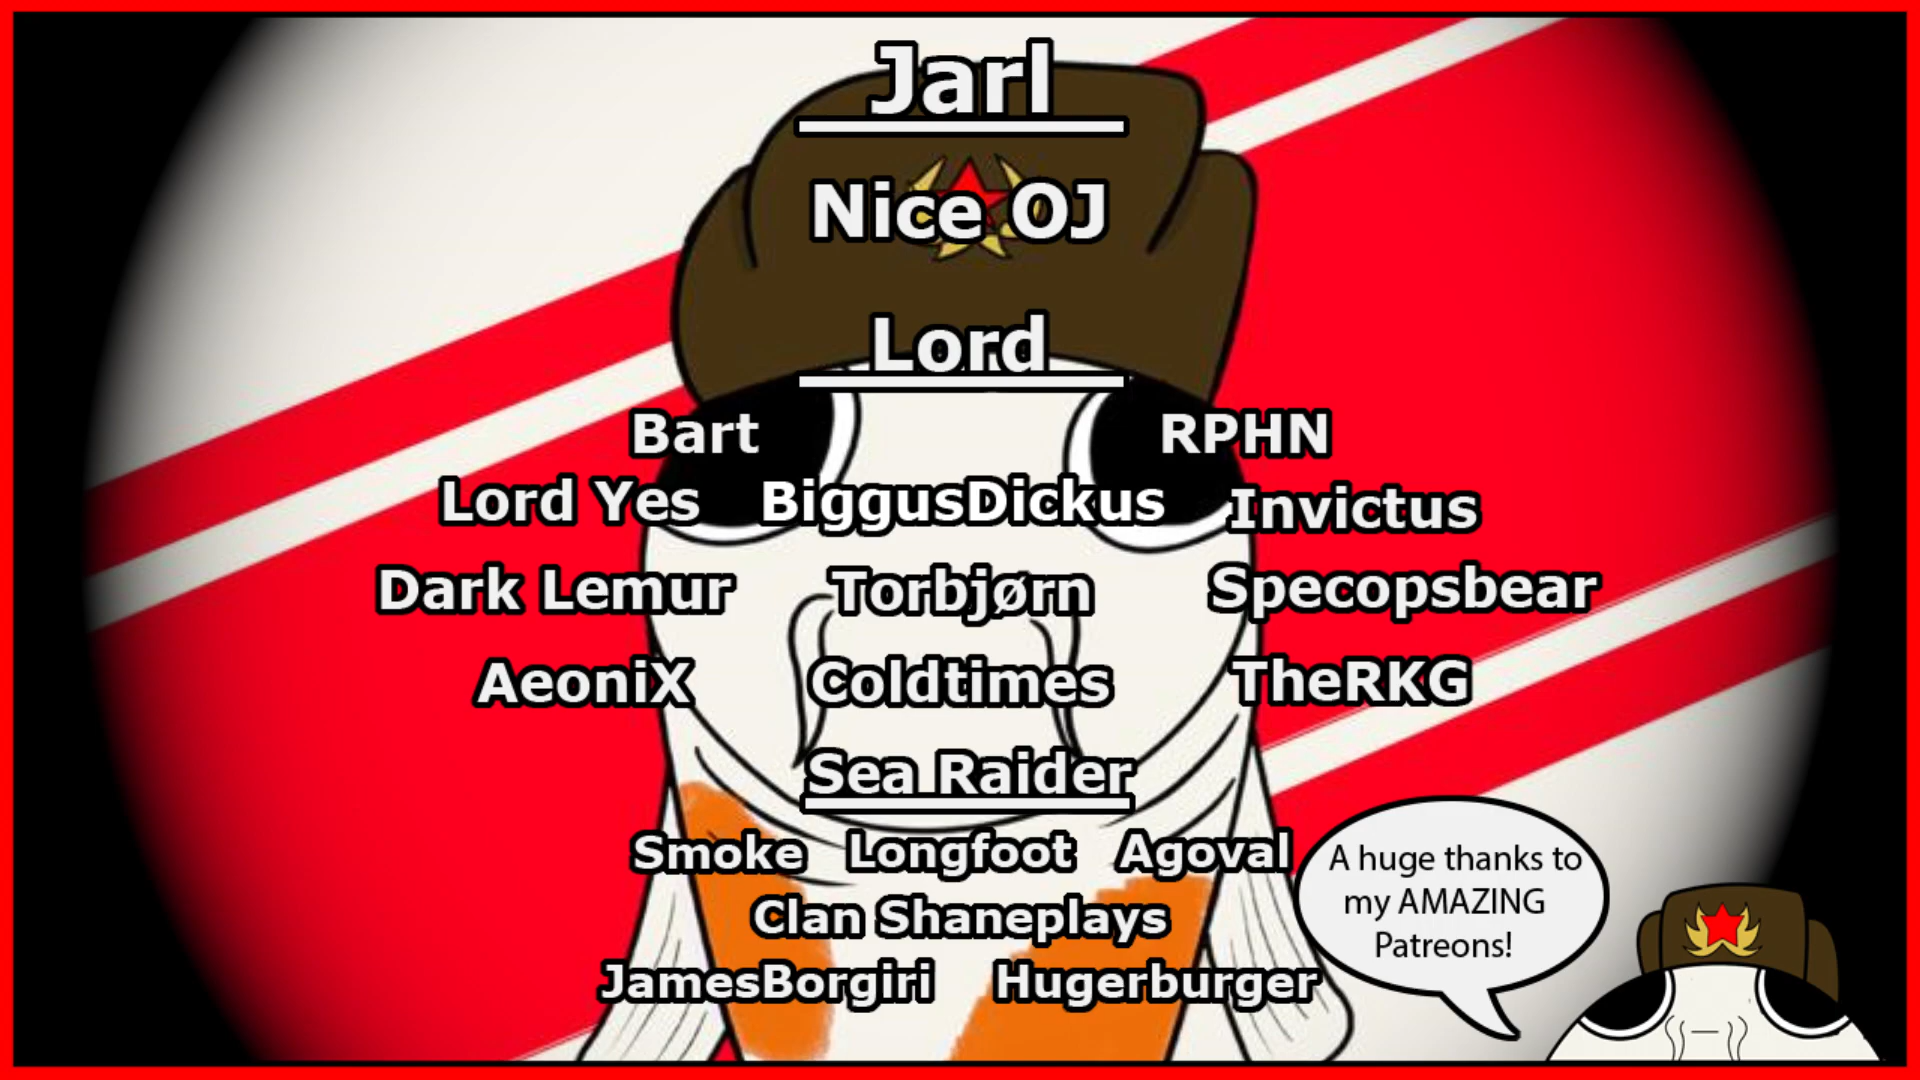 Jarl
Nice OJ
Lord
Bart RPHN
Lord Yes BiggusDickus Invictus
Dark Lemur Torbjørn Specopsbear
AeoniX Coldtimes TheRKG
Sea Raider
Smoke Longfoot Agoval
Clan Shaneplays
JamesBorgiri Hugerburger
A huge thanks to
my AMAZING
Patreons!